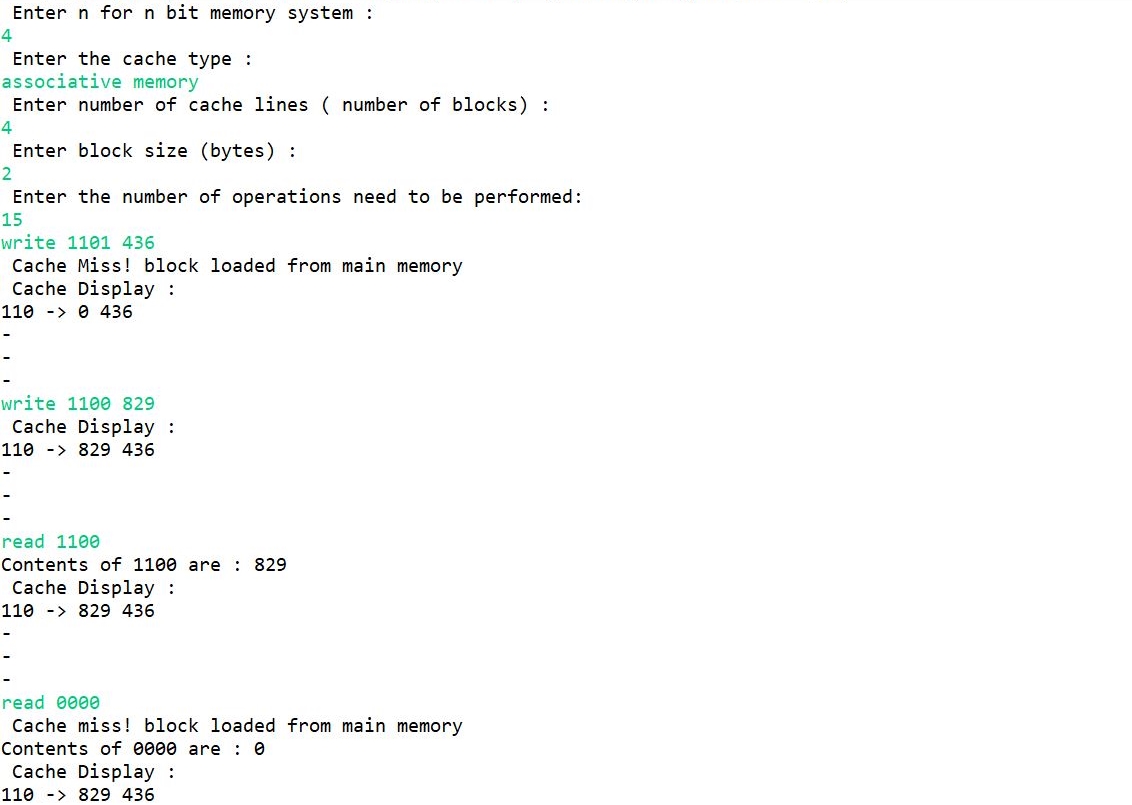 Enter n for n bit memory system :
4
Enter the cache type :
associative memory
Enter number of cache lines ( number of blocks) :
4
Enter block size (bytes) :
2
Enter the number of operations need to be performed:
15
write 1101 436
Cache Miss! block loaded from main memory
Cache Display :
110 -> 0 436
-
-
-
write 1100 829
Cache Display :
110 -> 829 436
-
-
-
read 1100
Contents of 1100 are : 829
Cache Display :
110 -> 829 436
-
-
-
read 0000
Cache miss! block loaded from main memory
Contents of 0000 are : 0
Cache Display :
110 -> 829 436